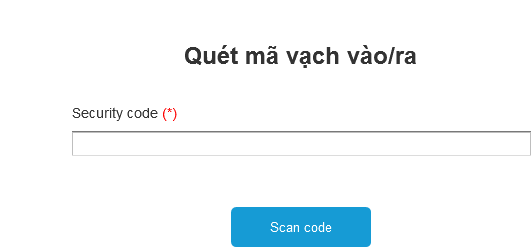 Quét mã vạch vào/ra
Security code (*)
Scan code